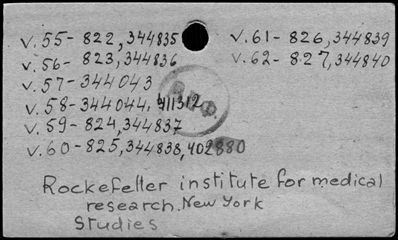 v.55-822,344835
v.56-823,344836
v.57-344043
v.58-344044,411312
v.59-824,344837
v.60-825,344838,402880
v.61-826,344839
v.62-827,344840
Rockefeller institute for medical
research. New York
Studies